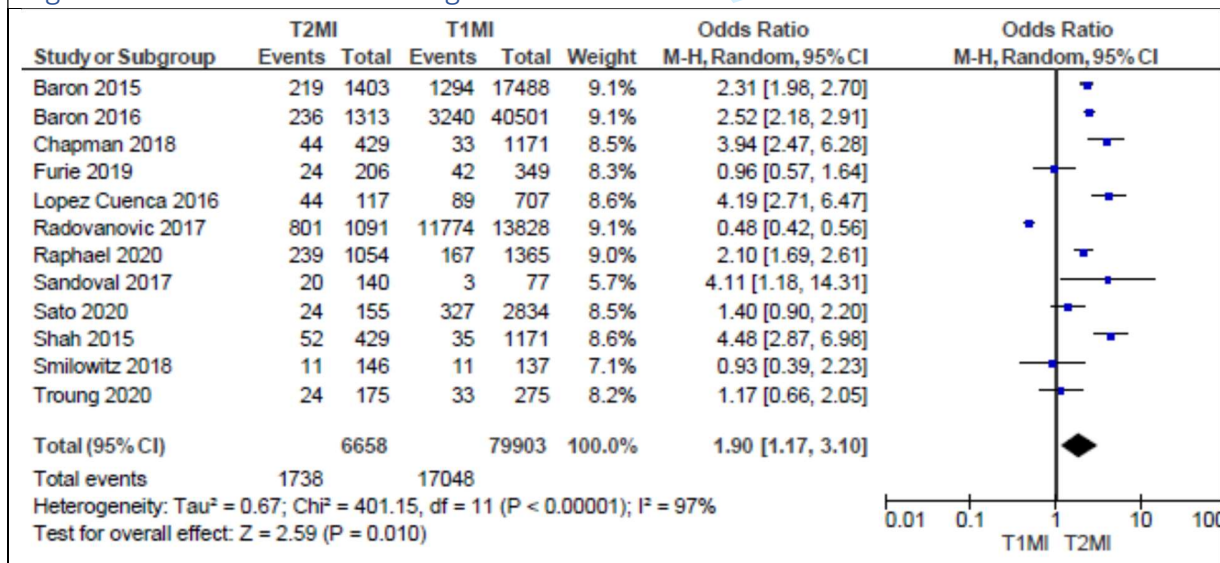 T2MI T1MI Odds Ratio Odds Ratio
Study or Subgroup Events Total Events Total Weight M-H, Random, 95% CI M-H, Random, 95% CI
Baron 2015 219 1403 1294 17488 9.1% 2.31 [1.98, 2.70]
Baron 2016 236 1313 3240 40501 9.1% 2.52 [2.18, 2.91]
Chapman 2018 44 429 33 1171 8.5% 3.94 [2.47, 6.28]
Furie 2019 24 206 42 349 8.3% 0.96 [0.57, 1.64]
Lopez Cuenca 2016 44 117 89 707 8.6% 4.19 [2.71, 6.47]
Radovanovic 2017 801 1091 11774 13828 9.1% 0.48 [0.42, 0.56]
Raphael 2020 239 1054 167 1365 9.0% 2.10 [1.69, 2.61]
Sandoval 2017 20 140 3 77 5.7% 4.11 [1.18, 14.31]
Sato 2020 24 155 327 2834 8.5% 1.40 [0.90, 2.20]
Shah 2015 52 429 35 1171 8.6% 4.48 [2.87, 6.98]
Smilowitz 2018 11 146 11 137 7.1% 0.93 [0.39, 2.23]
Troung 2020 24 175 33 275 8.2% 1.17 [0.66, 2.05]
Total (95% CI) 6658 79903 100.0% 1.90 [1.17, 3.10]
Total events 1738 17048
Heterogeneity: Tau² = 0.67; Chi² = 401.15, df = 11 (P < 0.00001); I² = 97%
Test for overall effect: Z = 2.59 (P = 0.010)
0.01 0.1 1 10 100
T1MI T2MI